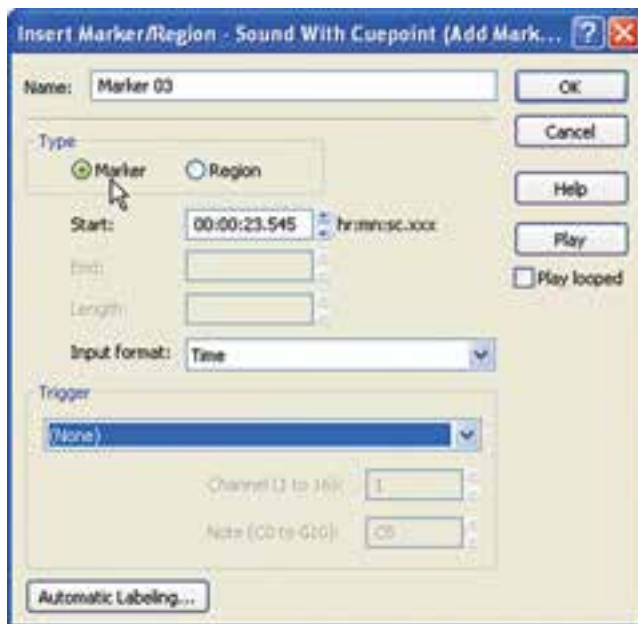 Insert Marker/Region - Sound With Cuepoint (Add Mark...
Name: Marker 03
OK
Cancel
Help
Play
Play looped
Type
Marker Region
Start: 00:00:23.545 hr:mn:sc.xxx
End:
Length:
Input format: Time
Trigger
(None)
Channel (1 to 16): 1
Note (C0 to G10): C5
Automatic Labeling...